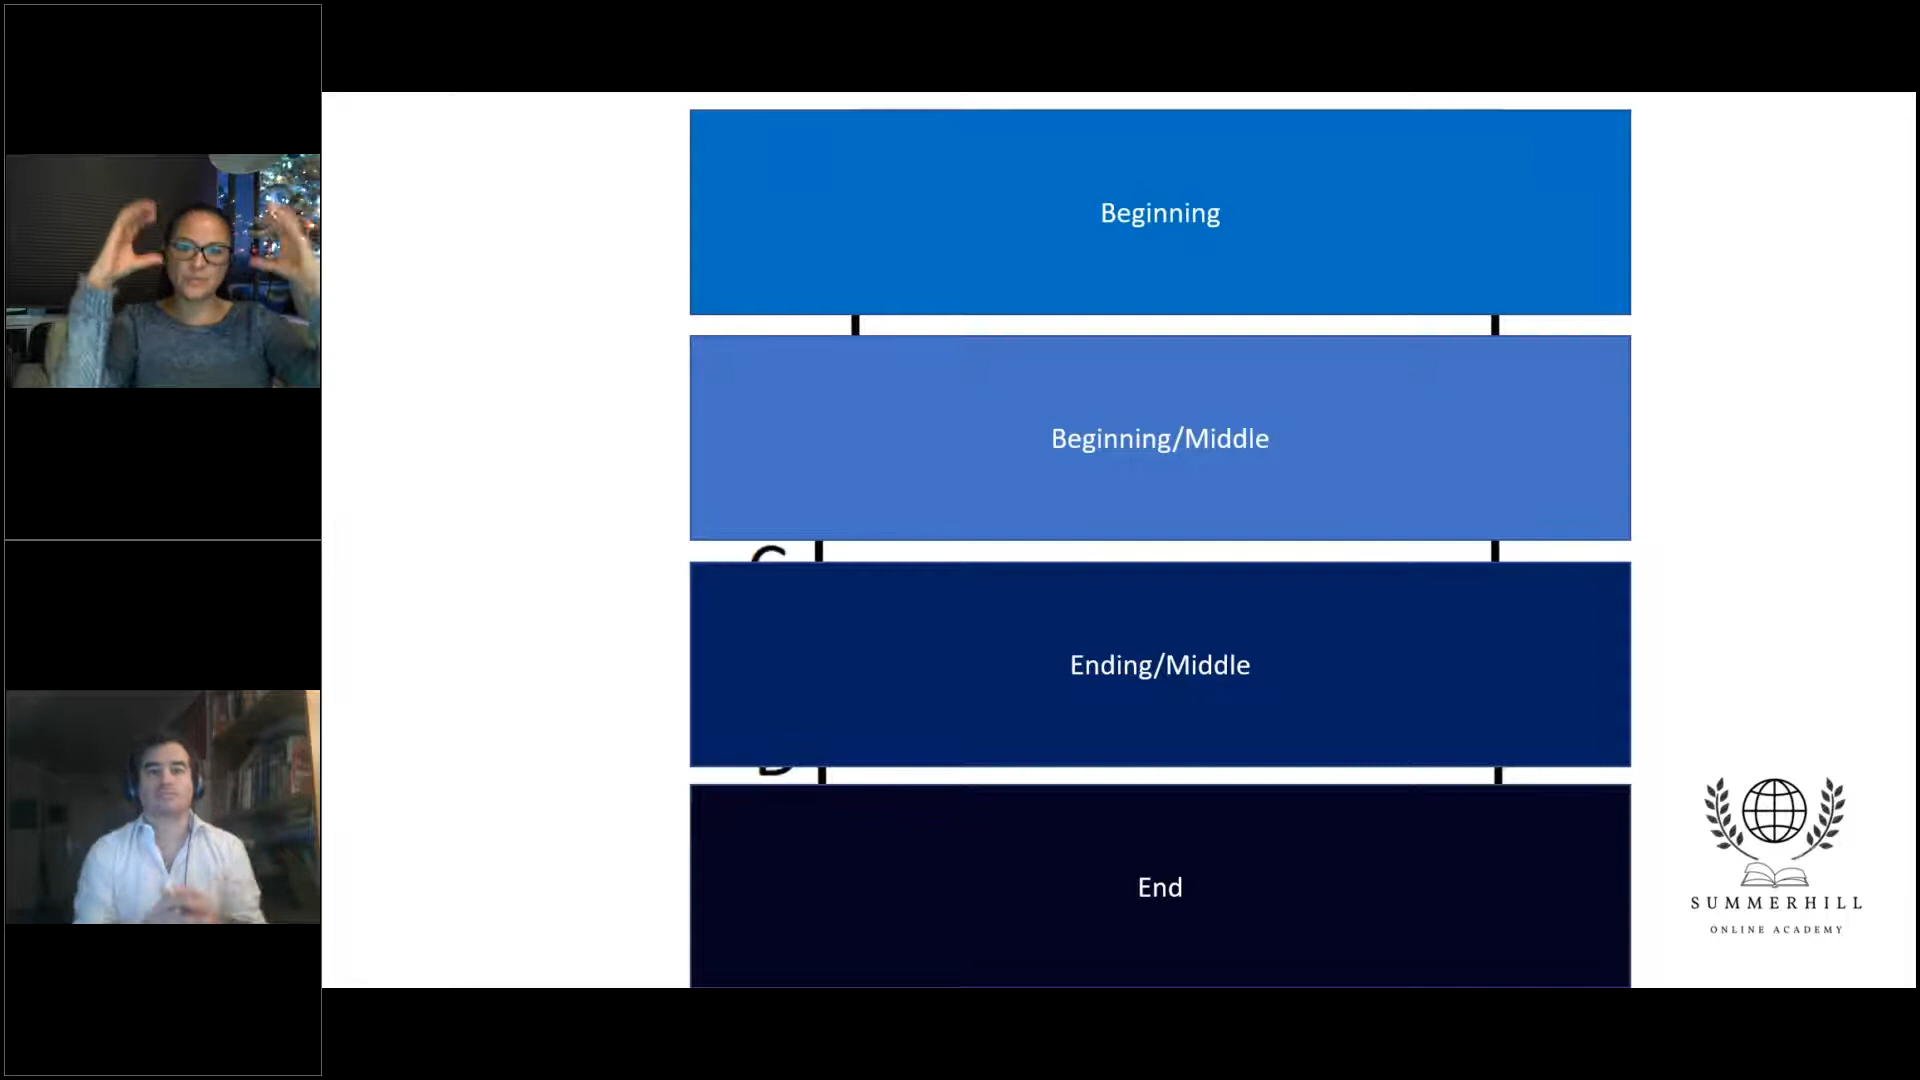 Beginning
Beginning/Middle
Ending/Middle
End
SUMMERHILL
ONLINE ACADEMY